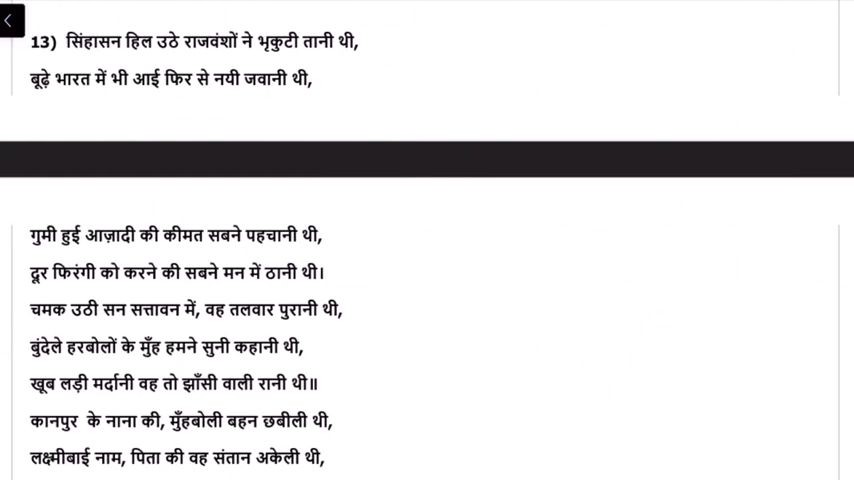 13) सिंहासन हिल उठे राजवंशों ने भृकुटी तानी थी,
बूढ़े भारत में भी आई फिर से नयी जवानी थी,
गुमी हुई आज़ादी की कीमत सबने पहचानी थी,
दूर फिरंगी को करने की सबने मन में ठानी थी।
चमक उठी सन सत्तावन में, वह तलवार पुरानी थी,
बुंदेले हरबोलों के मुँह हमने सुनी कहानी थी,
खूब लड़ी मर्दानी वह तो झाँसी वाली रानी थी॥
कानपुर के नाना की, मुँहबोली बहन छबीली थी,
लक्ष्मीबाई नाम, पिता की वह संतान अकेली थी,